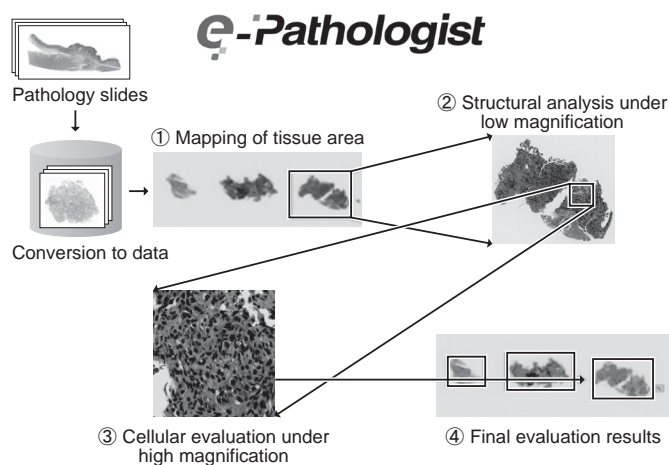 e-Pathologist
Pathology slides
② Structural analysis under
low magnification
① Mapping of tissue area
Conversion to data
③ Cellular evaluation under
high magnification
④ Final evaluation results